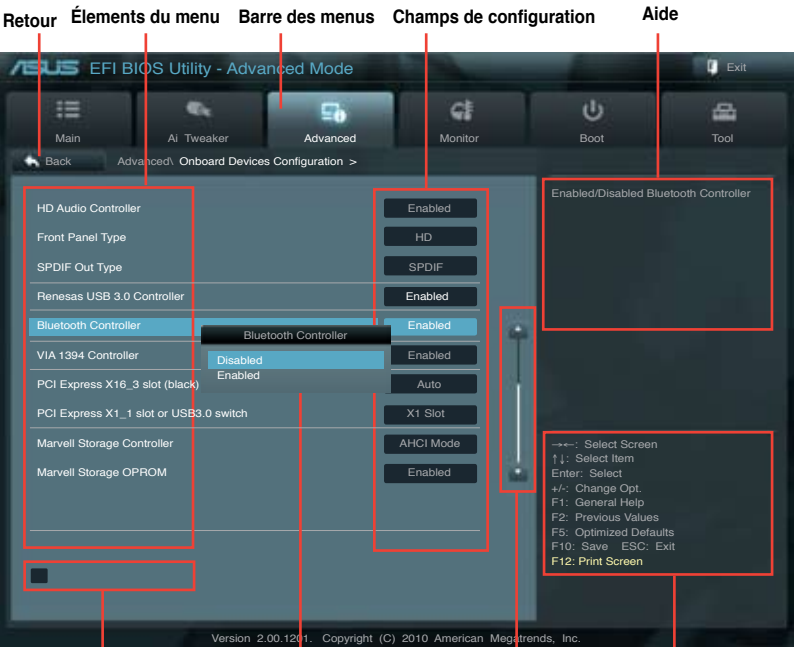 Retour Élements du menu Barre des menus Champs de configuration Aide
ASUS EFI BIOS Utility - Advanced Mode Exit
Main Ai Tweaker Advanced Monitor Boot Tool
Back Advanced\ Onboard Devices Configuration >
Enabled/Disabled Bluetooth Controller
HD Audio Controller Enabled
Front Panel Type HD
SPDIF Out Type SPDIF
Renesas USB 3.0 Controller Enabled
Bluetooth Controller Enabled
Bluetooth Controller
Disabled
Enabled
VIA 1394 Controller Enabled
PCI Express X16_3 slot (black) Auto
PCI Express X1_1 slot or USB3.0 switch X1 Slot
Marvell Storage Controller AHCI Mode
Marvell Storage OPROM Enabled
→←: Select Screen
↑↓: Select Item
Enter: Select
+/-: Change Opt.
F1: General Help
F2: Previous Values
F5: Optimized Defaults
F10: Save ESC: Exit
F12: Print Screen
Version 2.00.1201. Copyright (C) 2010 American Megatrends, Inc.